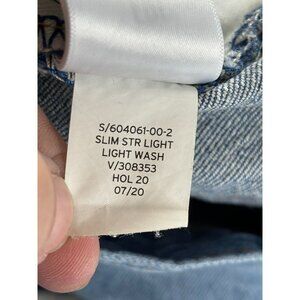 S/604061-00-2
SLIM STR LIGHT
LIGHT WASH
V/308353
HOL 20
07/20